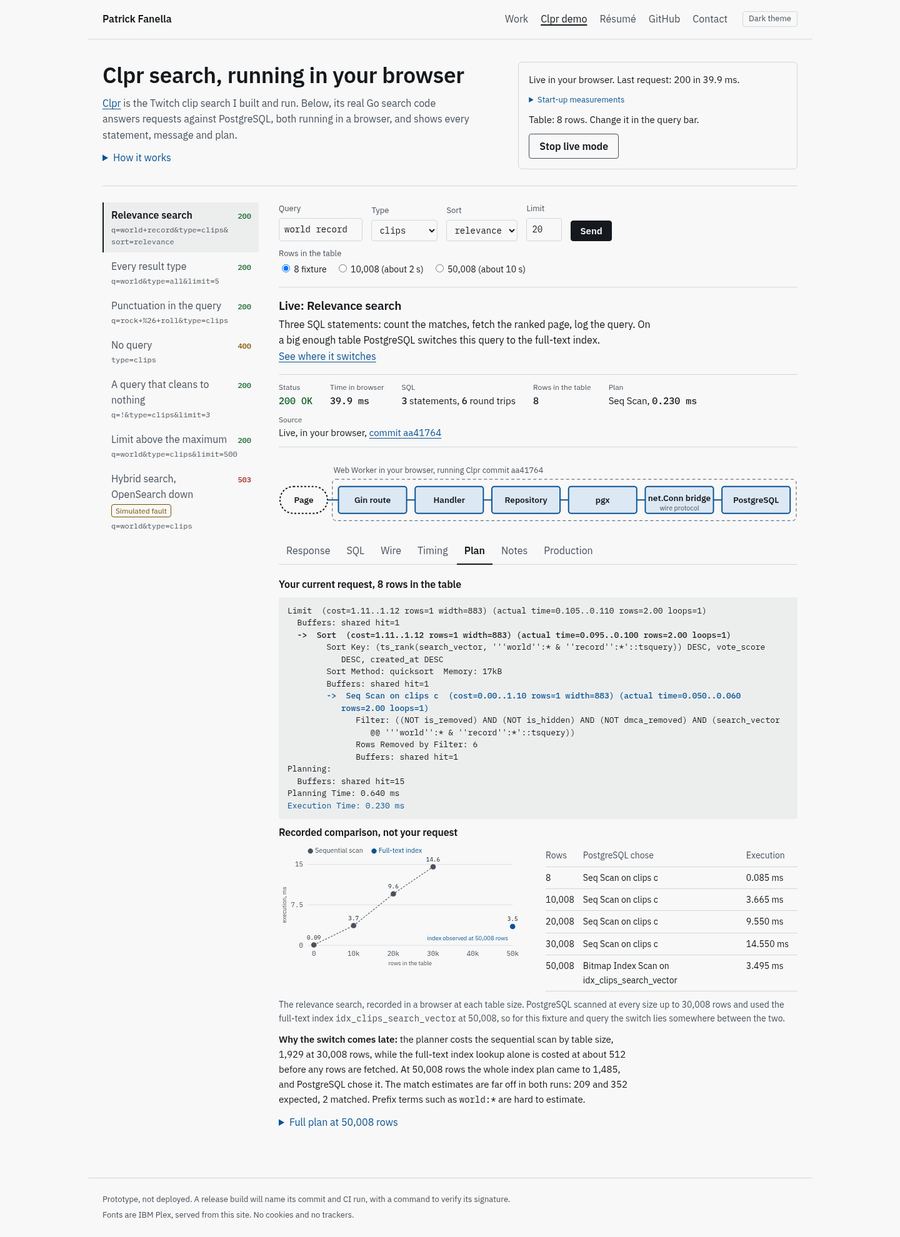 Patrick Fanella
Work Clpr demo Résumé GitHub Contact Dark theme
Clpr search, running in your browser
Clpr is the Twitch clip search I built and run. Below, its real Go search code
answers requests against PostgreSQL, both running in a browser, and shows every
statement, message and plan.
▶ How it works
Live in your browser. Last request: 200 in 39.9 ms.
▶ Start-up measurements
Table: 8 rows. Change it in the query bar.
Stop live mode
Relevance search 200
q=world+record&type=clips&
sort=relevance
Every result type 200
q=world&type=all&limit=5
Punctuation in the query 200
q=rock+%26+roll&type=clips
No query 400
type=clips
A query that cleans to 200
nothing
q=!&type=clips&limit=3
Limit above the maximum 200
q=world&type=clips&limit=500
Hybrid search, 503
OpenSearch down
Simulated fault
q=world&type=clips
Query Type Sort Limit
world record clips relevance 20 Send
Rows in the table
8 fixture 10,008 (about 2 s) 50,008 (about 10 s)
Live: Relevance search
Three SQL statements: count the matches, fetch the ranked page, log the query. On
a big enough table PostgreSQL switches this query to the full-text index.
See where it switches
Status Time in browser SQL Rows in the table Plan
200 OK 39.9 ms 3 statements, 6 round trips 8 Seq Scan, 0.230 ms
Source
Live, in your browser, commit aa41764
Web Worker in your browser, running Clpr commit aa41764
Page Gin route Handler Repository pgx net.Conn bridge PostgreSQL
wire protocol
Response SQL Wire Timing Plan Notes Production
Your current request, 8 rows in the table
Limit  (cost=1.11..1.12 rows=1 width=883) (actual time=0.105..0.110 rows=2.00 loops=1)
  Buffers: shared hit=1
  ->  Sort  (cost=1.11..1.12 rows=1 width=883) (actual time=0.095..0.100 rows=2.00 loops=1)
        Sort Key: (ts_rank(search_vector, '''world'':* & ''record'':*'::tsquery)) DESC, vote_score
           DESC, created_at DESC
        Sort Method: quicksort  Memory: 17kB
        Buffers: shared hit=1
        ->  Seq Scan on clips c  (cost=0.00..1.10 rows=1 width=883) (actual time=0.050..0.060
           rows=2.00 loops=1)
              Filter: ((NOT is_removed) AND (NOT is_hidden) AND (NOT dmca_removed) AND (search_vector
                 @@ '''world'':* & ''record'':*'::tsquery))
              Rows Removed by Filter: 6
              Buffers: shared hit=1
Planning:
  Buffers: shared hit=15
Planning Time: 0.640 ms
Execution Time: 0.230 ms
Recorded comparison, not your request
Sequential scan Full-text index
execution, ms
15
7.5
0
0.09
3.7
9.6
14.6
3.5
index observed at 50,008 rows
0 10k 20k 30k 40k 50k
rows in the table
Rows PostgreSQL chose Execution
8 Seq Scan on clips c 0.085 ms
10,008 Seq Scan on clips c 3.665 ms
20,008 Seq Scan on clips c 9.550 ms
30,008 Seq Scan on clips c 14.550 ms
50,008 Bitmap Index Scan on 3.495 ms
idx_clips_search_vector
The relevance search, recorded in a browser at each table size. PostgreSQL scanned at every size up to 30,008 rows and used the
full-text index idx_clips_search_vector at 50,008, so for this fixture and query the switch lies somewhere between the two.
Why the switch comes late: the planner costs the sequential scan by table size,
1,929 at 30,008 rows, while the full-text index lookup alone is costed at about 512
before any rows are fetched. At 50,008 rows the whole index plan came to 1,485,
and PostgreSQL chose it. The match estimates are far off in both runs: 209 and 352
expected, 2 matched. Prefix terms such as world:* are hard to estimate.
▶ Full plan at 50,008 rows
Prototype, not deployed. A release build will name its commit and CI run, with a command to verify its signature.
Fonts are IBM Plex, served from this site. No cookies and no trackers.